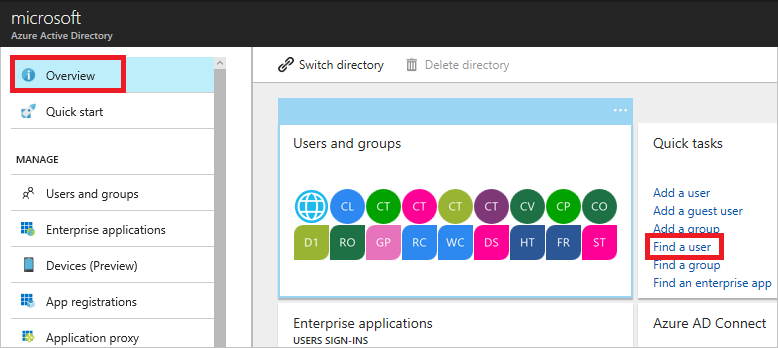 microsoft
Azure Active Directory
Overview
Quick start
MANAGE
Users and groups
Enterprise applications
Devices (Preview)
App registrations
Application proxy
Switch directory
Delete directory
...
Users and groups
CL CT CT CT CT CV CP CO
D1 RO GP RC WC DS HT FR ST
Enterprise applications
USERS SIGN-INS
Quick tasks
Add a user
Add a guest user
Add a group
Find a user
Find a group
Find an enterprise app
Azure AD Connect